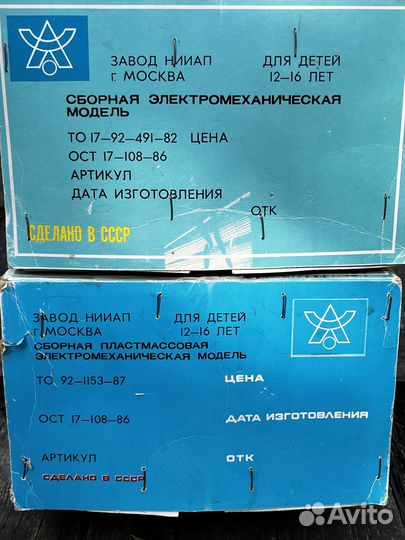 ЗАВОД НИИАП ДЛЯ ДЕТЕЙ
г. МОСКВА 12–16 ЛЕТ
СБОРНАЯ ЭЛЕКТРОМЕХАНИЧЕСКАЯ
МОДЕЛЬ
ТО 17–92–491–82 ЦЕНА
ОСТ 17–108–86
АРТИКУЛ
ДАТА ИЗГОТОВЛЕНИЯ
ОТК
СДЕЛАНО В СССР
ЗАВОД НИИАП ДЛЯ ДЕТЕЙ
г. МОСКВА 12–16 ЛЕТ
СБОРНАЯ ПЛАСТМАССОВАЯ
ЭЛЕКТРОМЕХАНИЧЕСКАЯ МОДЕЛЬ
ТО 92–1153–87 ЦЕНА
ОСТ 17–108–86 ДАТА ИЗГОТОВЛЕНИЯ
АРТИКУЛ ОТК
СДЕЛАНО В СССР
Avito